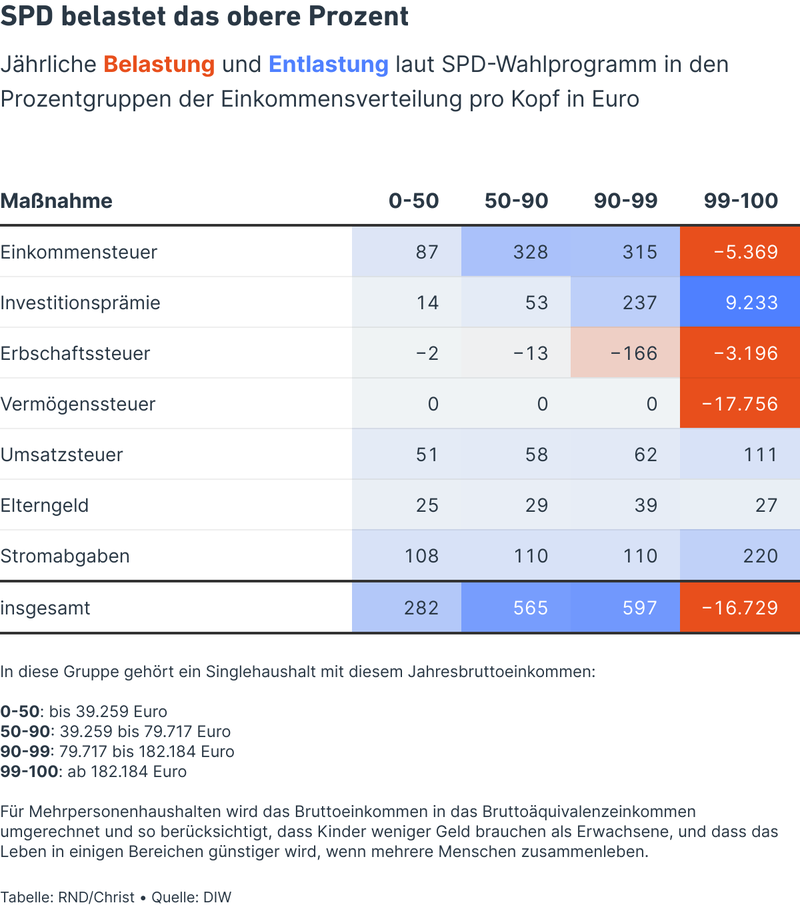 SPD belastet das obere Prozent
Jährliche Belastung und Entlastung laut SPD-Wahlprogramm in den
Prozentgruppen der Einkommensverteilung pro Kopf in Euro
Maßnahme 0-50 50-90 90-99 99-100
Einkommensteuer 87 328 315 −5.369
Investitionsprämie 14 53 237 9.233
Erbschaftssteuer −2 −13 −166 −3.196
Vermögenssteuer 0 0 0 −17.756
Umsatzsteuer 51 58 62 111
Elterngeld 25 29 39 27
Stromabgaben 108 110 110 220
insgesamt 282 565 597 −16.729
In diese Gruppe gehört ein Singlehaushalt mit diesem Jahresbruttoeinkommen:
0-50: bis 39.259 Euro
50-90: 39.259 bis 79.717 Euro
90-99: 79.717 bis 182.184 Euro
99-100: ab 182.184 Euro
Für Mehrpersonenhaushalten wird das Bruttoeinkommen in das Bruttoäquivalenzeinkommen
umgerechnet und so berücksichtigt, dass Kinder weniger Geld brauchen als Erwachsene, und dass das
Leben in einigen Bereichen günstiger wird, wenn mehrere Menschen zusammenleben.
Tabelle: RND/Christ • Quelle: DIW